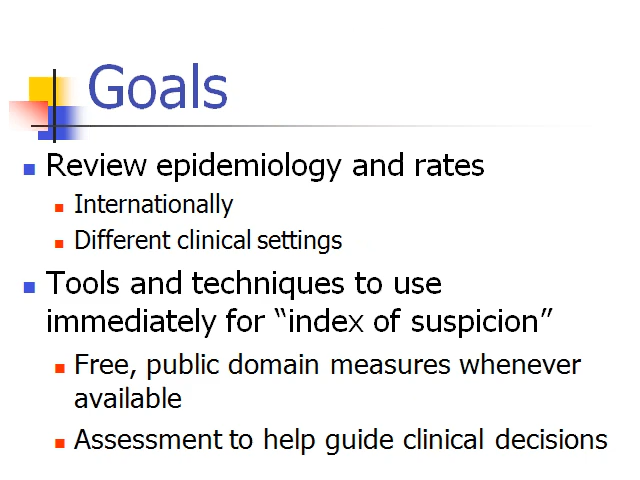 Goals
Review epidemiology and rates
Internationally
Different clinical settings
Tools and techniques to use
immediately for “index of suspicion”
Free, public domain measures whenever
available
Assessment to help guide clinical decisions